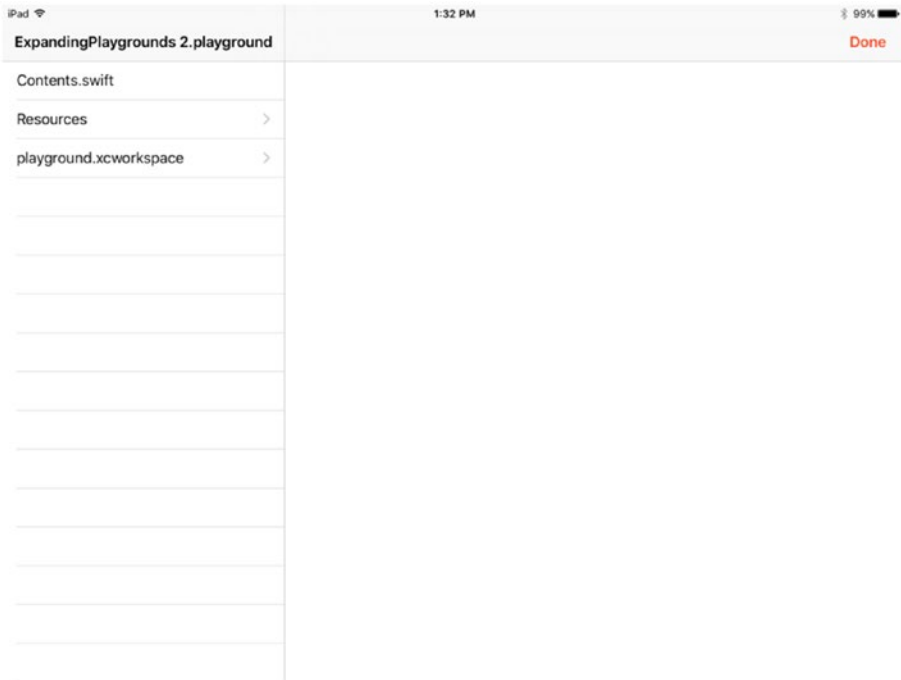 iPad 1:32 PM 99%
ExpandingPlaygrounds 2.playground Done
Contents.swift
Resources
playground.xcworkspace